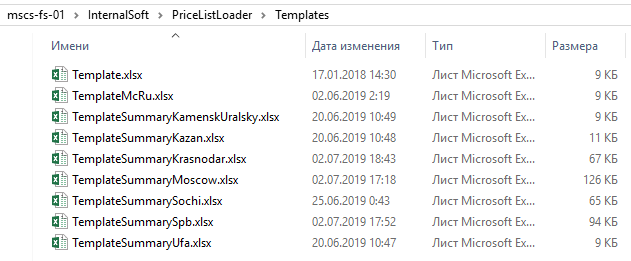 mscs-fs-01 > InternalSoft > PriceListLoader > Templates
Имени Дата изменения Тип Размера
Template.xlsx 17.01.2018 14:30 Лист Microsoft Ex... 9 КБ
TemplateMcRu.xlsx 02.06.2019 2:19 Лист Microsoft Ex... 9 КБ
TemplateSummaryKamenskUralsky.xlsx 20.06.2019 10:49 Лист Microsoft Ex... 9 КБ
TemplateSummaryKazan.xlsx 20.06.2019 10:48 Лист Microsoft Ex... 11 КБ
TemplateSummaryKrasnodar.xlsx 02.07.2019 18:43 Лист Microsoft Ex... 67 КБ
TemplateSummaryMoscow.xlsx 02.07.2019 17:18 Лист Microsoft Ex... 126 КБ
TemplateSummarySochi.xlsx 25.06.2019 0:43 Лист Microsoft Ex... 65 КБ
TemplateSummarySpb.xlsx 02.07.2019 17:52 Лист Microsoft Ex... 94 КБ
TemplateSummaryUfa.xlsx 20.06.2019 10:47 Лист Microsoft Ex... 9 КБ